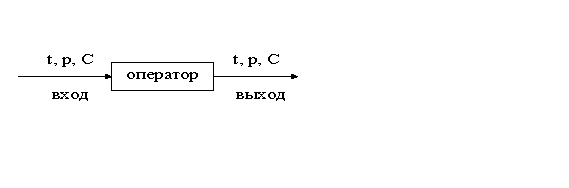 t, p, C t, p, C
оператор
вход выход